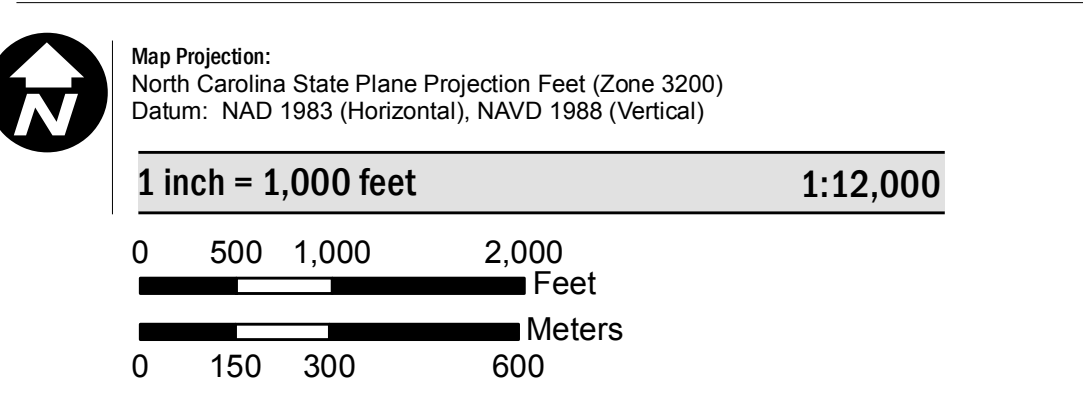 N
Map Projection:
North Carolina State Plane Projection Feet (Zone 3200)
Datum: NAD 1983 (Horizontal), NAVD 1988 (Vertical)
1 inch = 1,000 feet 1:12,000
0 500 1,000 2,000
Feet
Meters
0 150 300 600